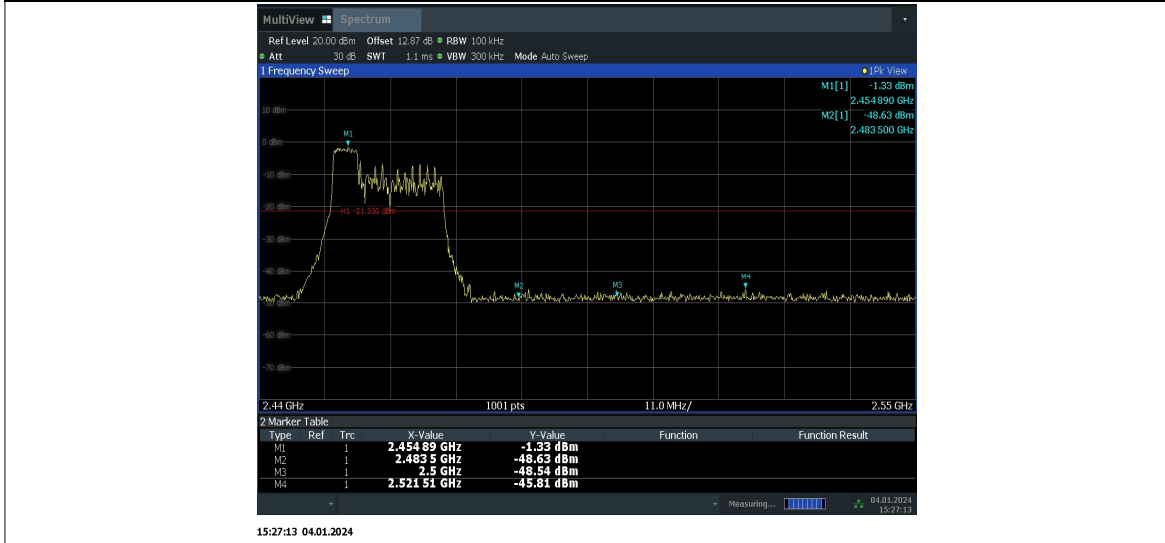 MultiView Spectrum
Ref Level 20.00 dBm Offset 12.87 dB RBW 100 kHz
Att 30 dB SWT 1.1 ms VBW 300 kHz Mode Auto Sweep
1 Frequency Sweep 1Pk View
M1[1] -1.33 dBm
2.454890 GHz
M2[1] -48.63 dBm
2.483500 GHz
10 dBm
M1
0 dBm
-10 dBm
-20 dBm
H1 -21.330 dBm
-30 dBm
-40 dBm
M2 M3 M4
-50 dBm
-60 dBm
-70 dBm
2.44 GHz 1001 pts 11.0 MHz/ 2.55 GHz
2 Marker Table
Type Ref Trc X-Value Y-Value Function Function Result
M1 1 2.454 89 GHz -1.33 dBm
M2 1 2.483 5 GHz -48.63 dBm
M3 1 2.5 GHz -48.54 dBm
M4 1 2.521 51 GHz -45.81 dBm
Measuring... 04.01.2024
15:27:13
15:27:13 04.01.2024